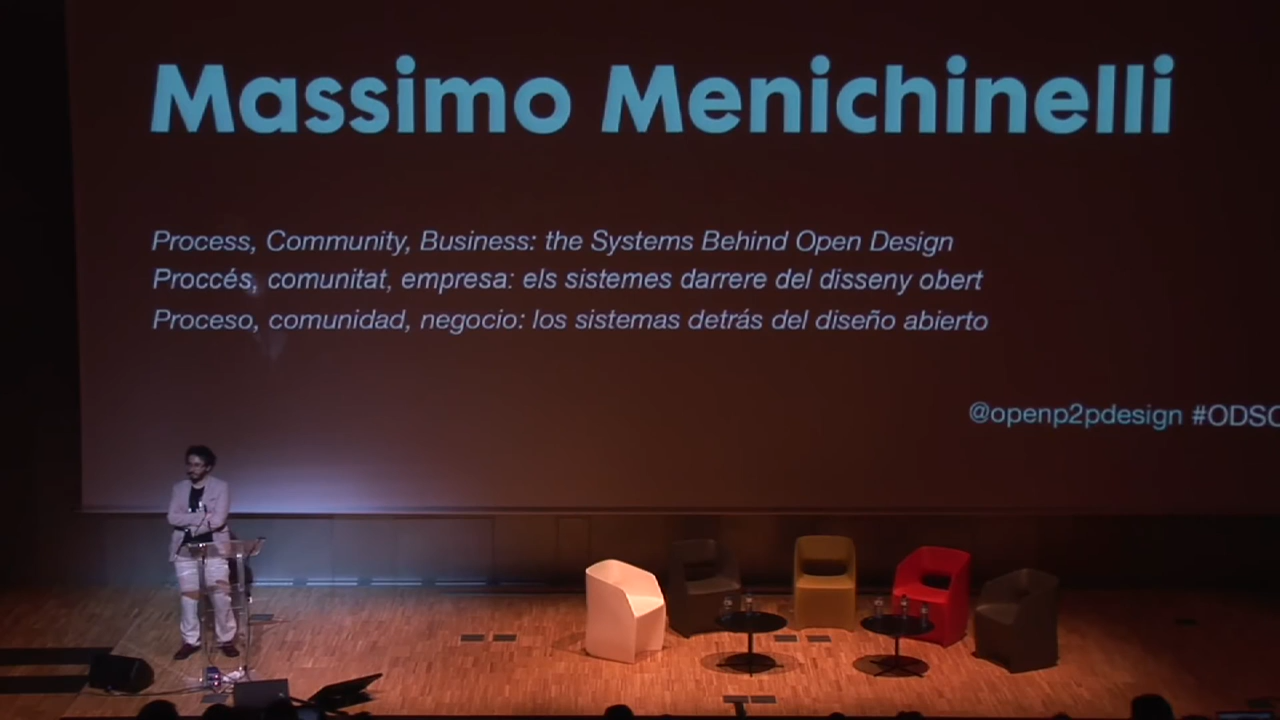 Massimo Menichinelli
Process, Community, Business: the Systems Behind Open Design
Proccés, comunitat, empresa: els sistemes darrere del disseny obert
Proceso, comunidad, negocio: los sistemas detrás del diseño abierto
@openp2pdesign #ODSC